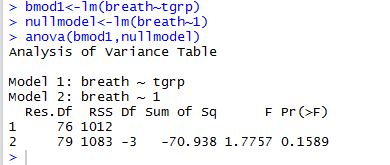 > bmod1<-lm(breath~tgrp)
> nullmodel<-lm(breath~1)
> anova(bmod1,nullmodel)
Analysis of Variance Table
Model 1: breath ~ tgrp
Model 2: breath ~ 1
Res.Df RSS Df Sum of Sq F Pr(>F)
1 76 1012
2 79 1083 -3 -70.938 1.7757 0.1589
>